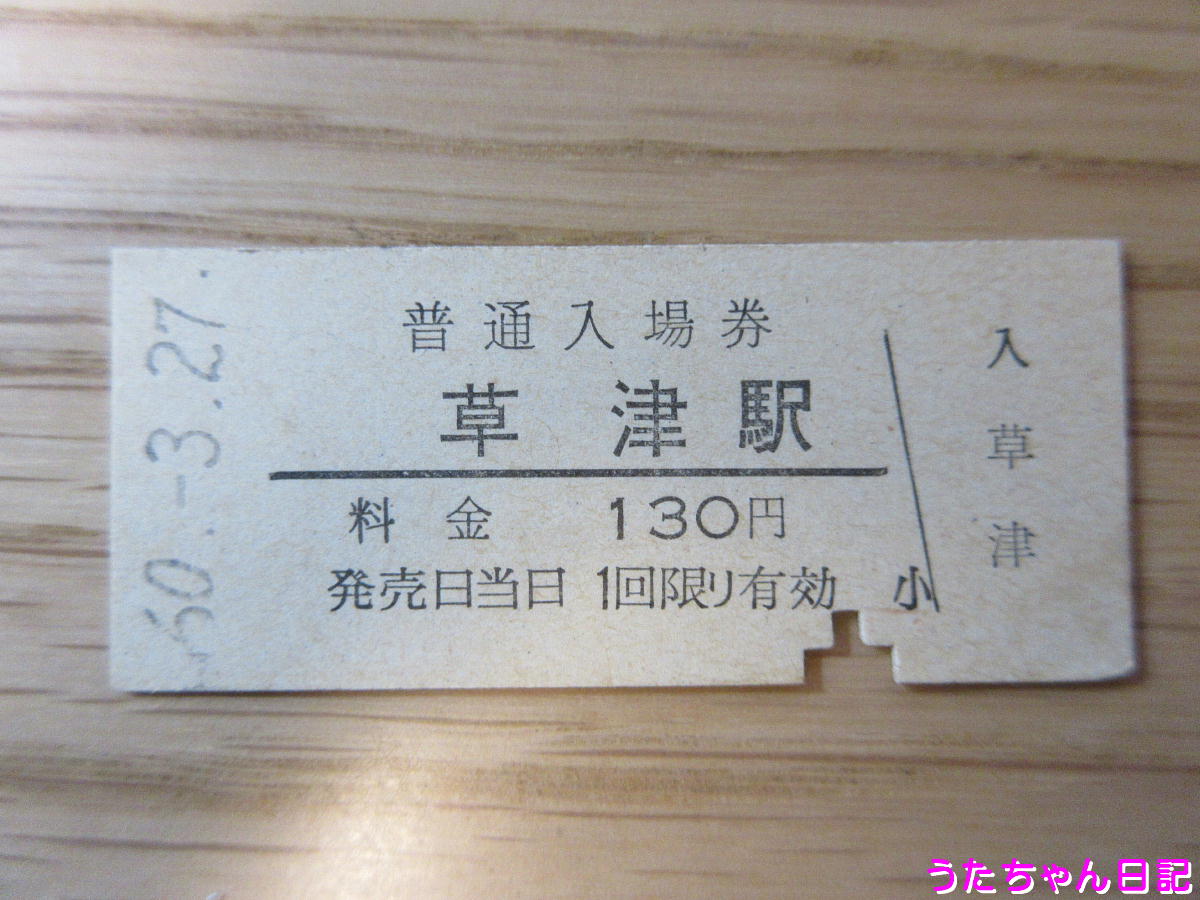 60.-3.27.
普通入場券
草津駅
料金 130円
発売日当日 1回限り有効 小
入草津
うたちゃん日記